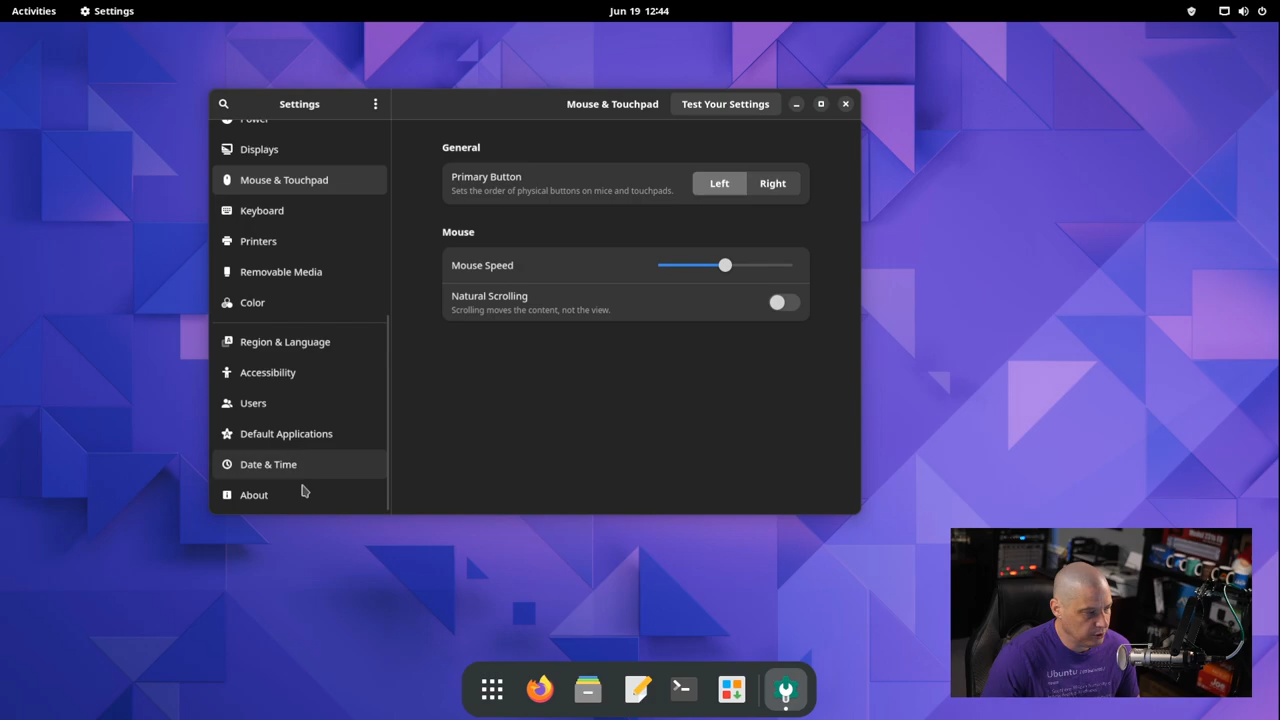 Activities
Settings
Jun 19 12:44
Settings
Mouse & Touchpad
Test Your Settings
Power
Displays
Mouse & Touchpad
Keyboard
Printers
Removable Media
Color
Region & Language
Accessibility
Users
Default Applications
Date & Time
About
General
Primary Button
Sets the order of physical buttons on mice and touchpads.
Left
Right
Mouse
Mouse Speed
Natural Scrolling
Scrolling moves the content, not the view.
Ubuntu